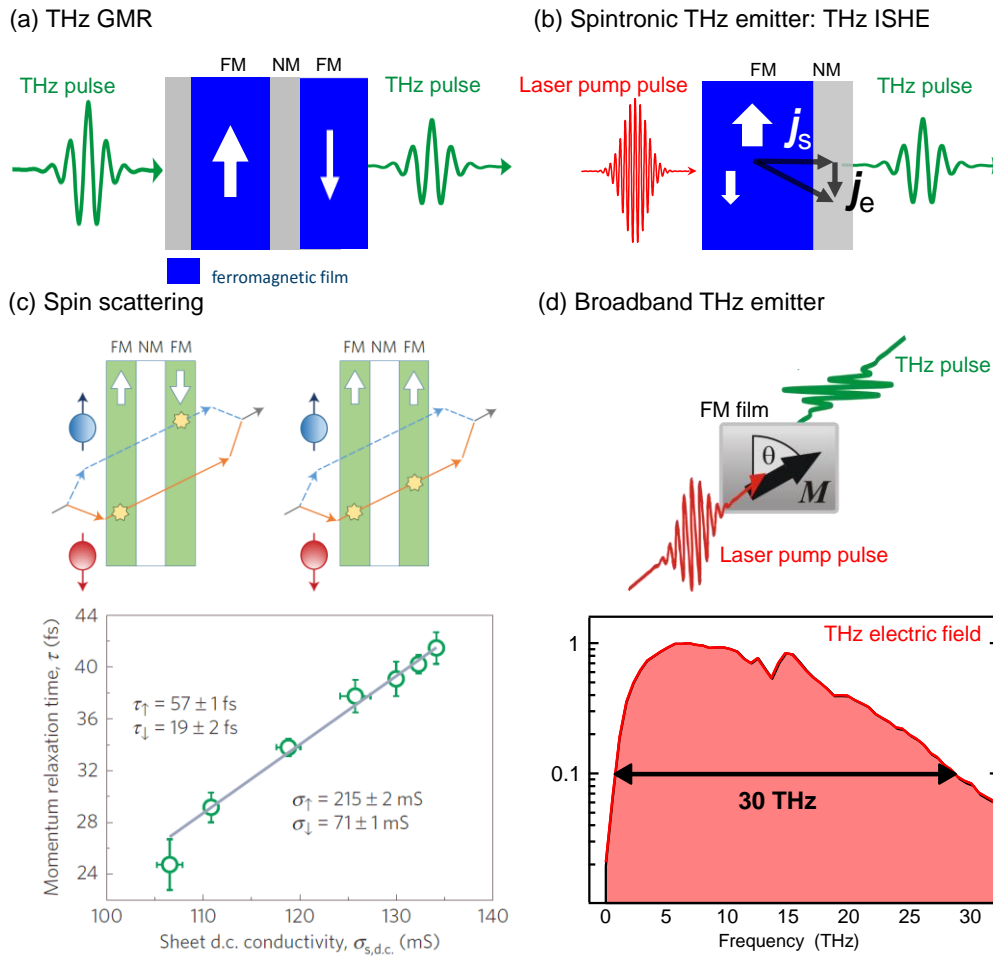 (a) THz GMR
FM NM FM
THz pulse
THz pulse
ferromagnetic film
(b) Spintronic THz emitter: THz ISHE
FM NM
Laser pump pulse
THz pulse
js
je
(c) Spin scattering
FM NM FM
FM NM FM
Momentum relaxation time, τ (fs)
44
40
36
32
28
24
τ↑ = 57 ± 1 fs
τ↓ = 19 ± 2 fs
σ↑ = 215 ± 2 mS
σ↓ = 71 ± 1 mS
100 110 120 130 140
Sheet d.c. conductivity, σs,d.c. (mS)
(d) Broadband THz emitter
THz pulse
FM film
θ
M
Laser pump pulse
THz electric field
1
0.1
30 THz
0 5 10 15 20 25 30
Frequency (THz)